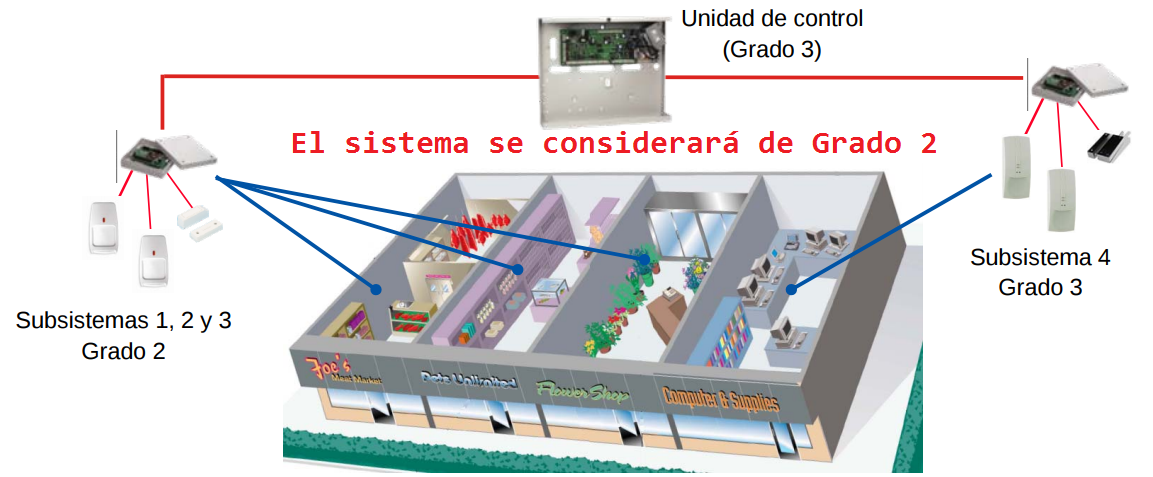 Unidad de control
(Grado 3)
El sistema se considerará de Grado 2
Subsistemas 1, 2 y 3
Grado 2
Subsistema 4
Grado 3
Joe's
Meat Market
Pets Unlimited
Flower Shop
Computer & Supplies